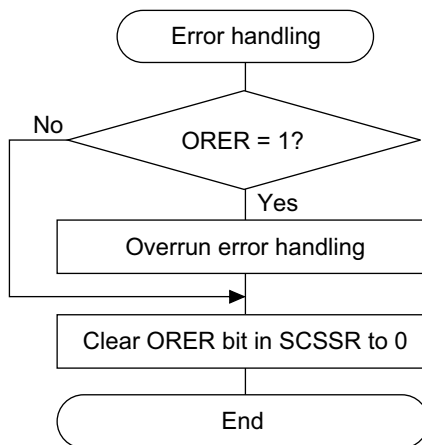 Error handling
No
ORER = 1?
Yes
Overrun error handling
Clear ORER bit in SCSSR to 0
End